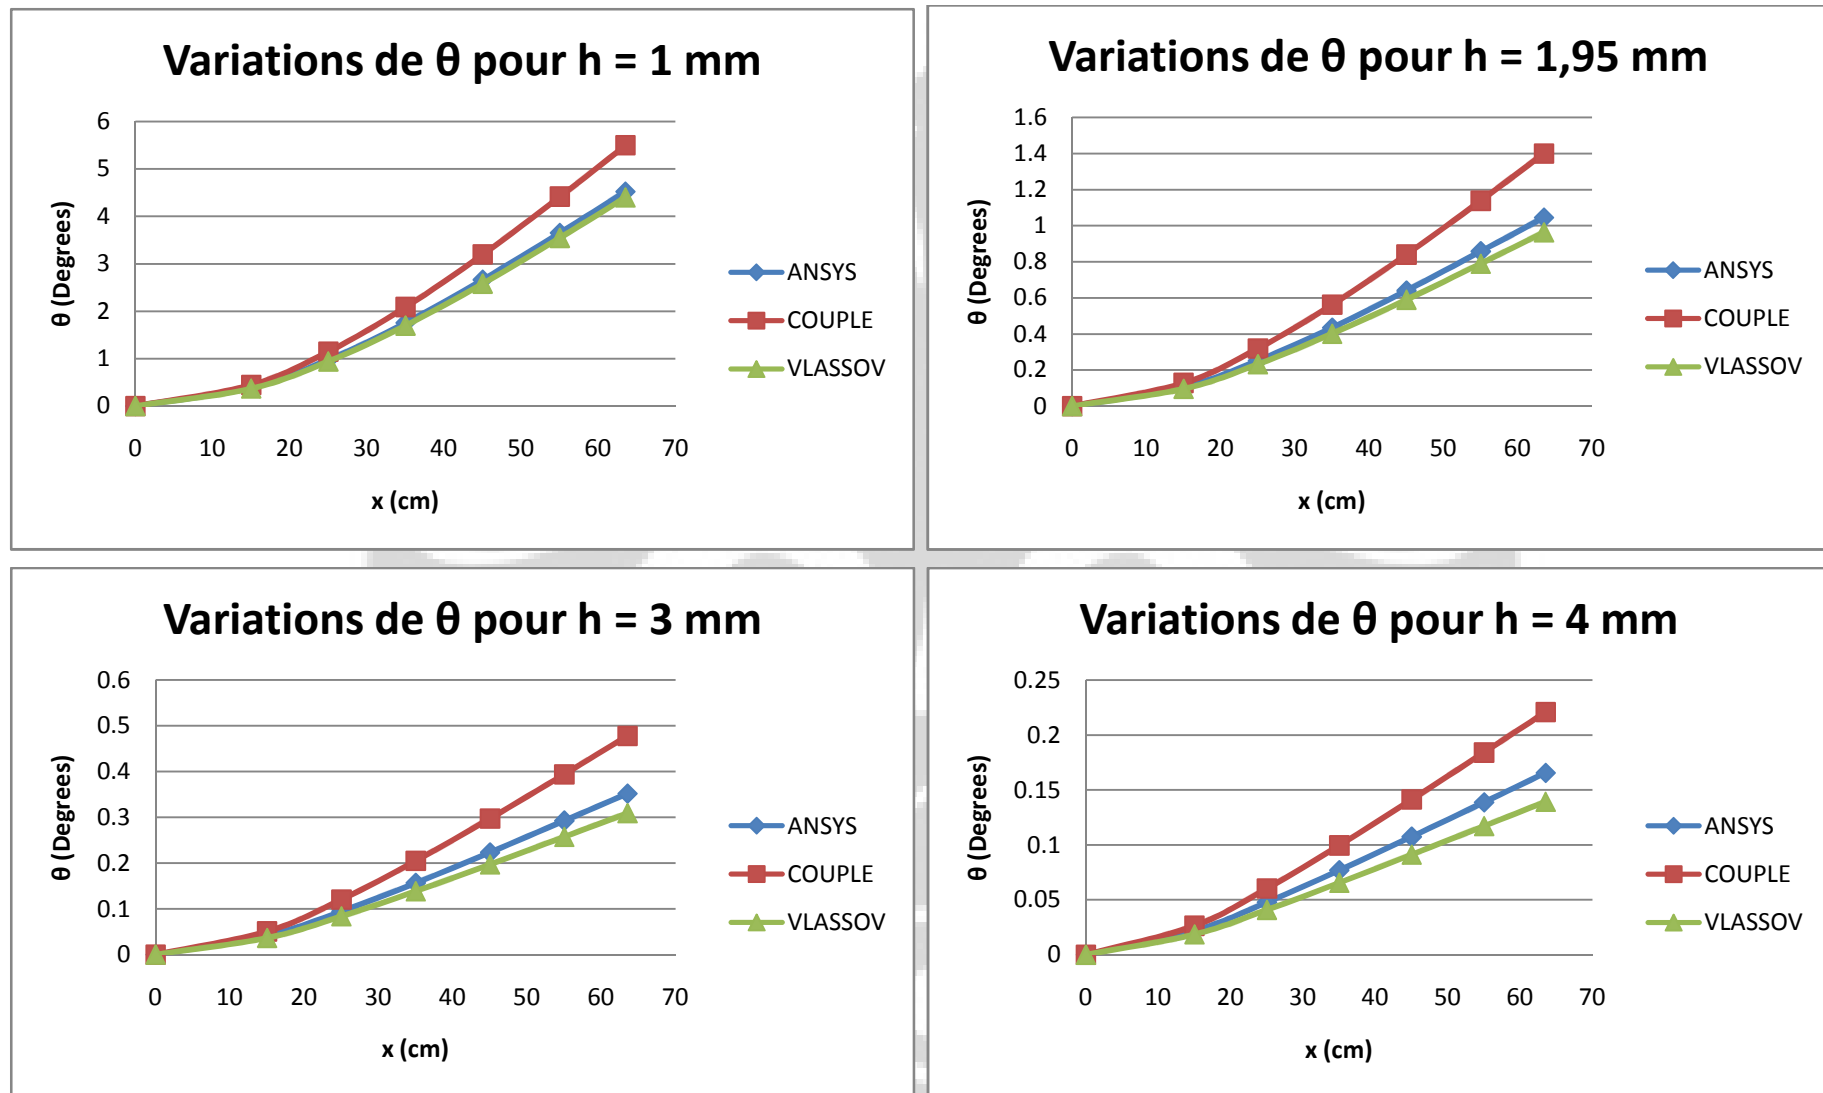 Variations de θ pour h = 1 mm
6
5
4
3
2
1
0
0 10 20 30 40 50 60 70
θ (Degrees)
x (cm)
ANSYS
COUPLE
VLASSOV
Variations de θ pour h = 1,95 mm
1.6
1.4
1.2
1
0.8
0.6
0.4
0.2
0
0 10 20 30 40 50 60 70
θ (Degrees)
x (cm)
ANSYS
COUPLE
VLASSOV
Variations de θ pour h = 3 mm
0.6
0.5
0.4
0.3
0.2
0.1
0
0 10 20 30 40 50 60 70
θ (Degrees)
x (cm)
ANSYS
COUPLE
VLASSOV
Variations de θ pour h = 4 mm
0.25
0.2
0.15
0.1
0.05
0
0 10 20 30 40 50 60 70
θ (Degrees)
x (cm)
ANSYS
COUPLE
VLASSOV